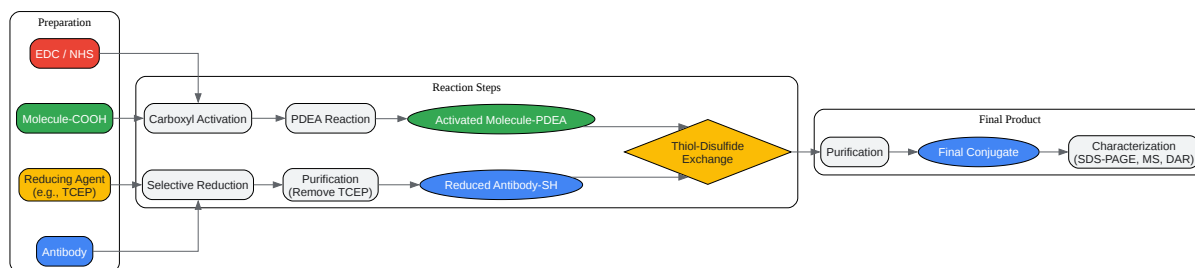 Preparation
EDC / NHS
Molecule-COOH
Reducing Agent
(e.g., TCEP)
Antibody
Reaction Steps
Carboxyl Activation
PDEA Reaction
Activated Molecule-PDEA
Selective Reduction
Purification
(Remove TCEP)
Reduced Antibody-SH
Thiol-Disulfide
Exchange
Final Product
Purification
Final Conjugate
Characterization
(SDS-PAGE, MS, DAR)